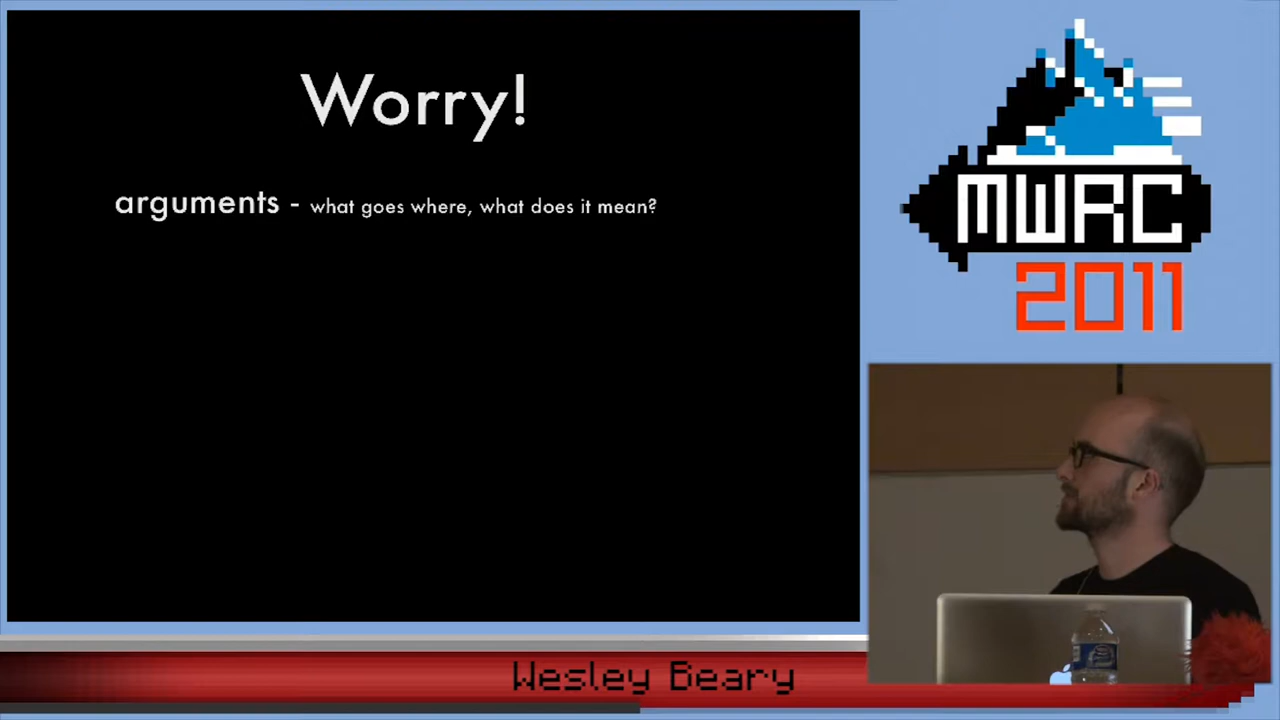 Worry!
arguments - what goes where, what does it mean?
MWRC
2011
Wesley Beary